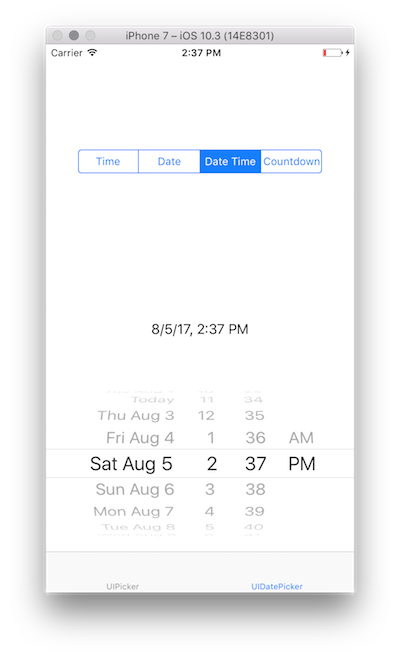 iPhone 7 – iOS 10.3 (14E8301)
Carrier 2:37 PM
Time Date Date Time Countdown
8/5/17, 2:37 PM
Today 11 34
Thu Aug 3 12 35
Fri Aug 4 1 36 AM
Sat Aug 5 2 37 PM
Sun Aug 6 3 38
Mon Aug 7 4 39
Tue Aug 8 5 40
UIPicker UIDatePicker